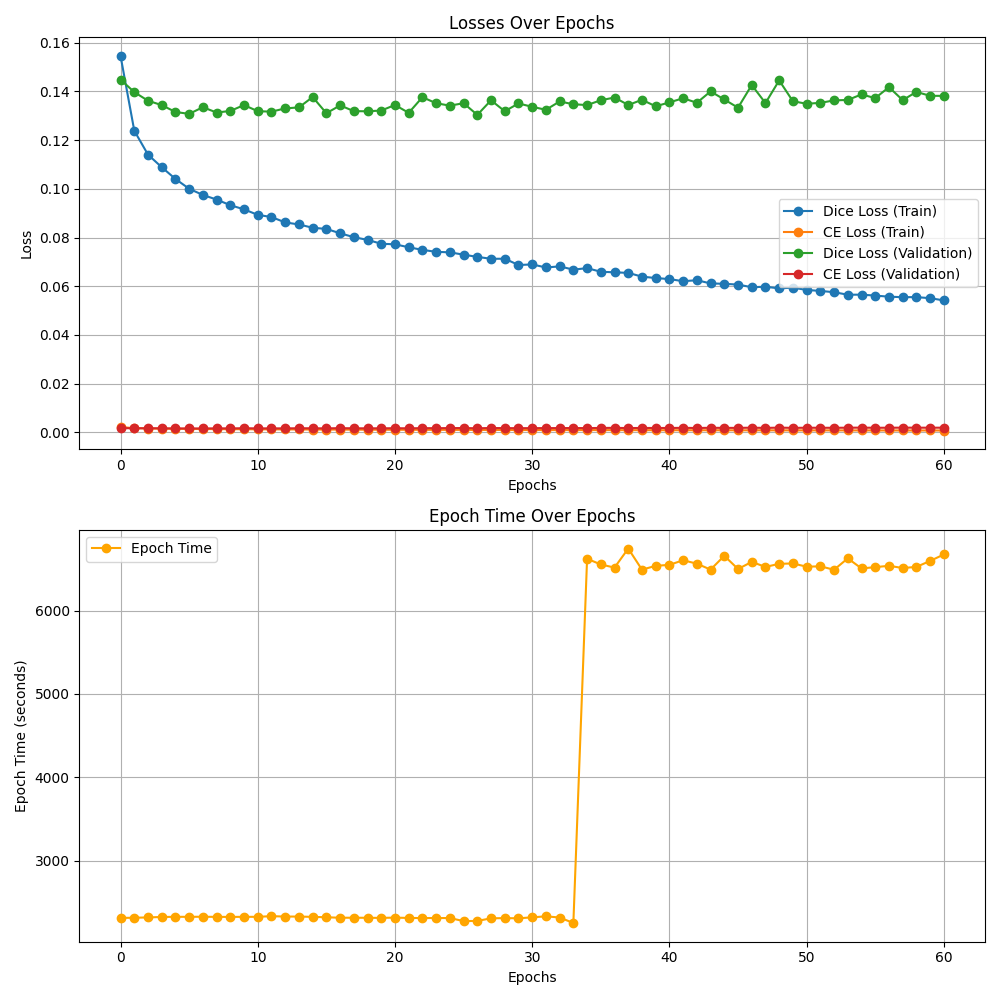 Losses Over Epochs
0.16
0.14
0.12
0.10
0.08
0.06
0.04
0.02
0.00
Loss
Dice Loss (Train)
CE Loss (Train)
Dice Loss (Validation)
CE Loss (Validation)
0 10 20 30 40 50 60
Epochs
Epoch Time Over Epochs
Epoch Time
6000
5000
4000
3000
Epoch Time (seconds)
0 10 20 30 40 50 60
Epochs